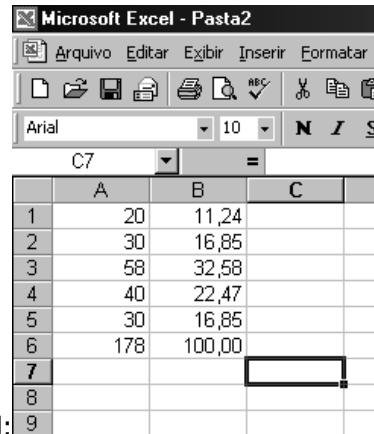 Microsoft Excel - Pasta2
Arquivo Editar Exibir Inserir Formatar
ABC
Arial 10 N I S
C7 =
A B C
1 20 11,24
2 30 16,85
3 58 32,58
4 40 22,47
5 30 16,85
6 178 100,00
7
8
9